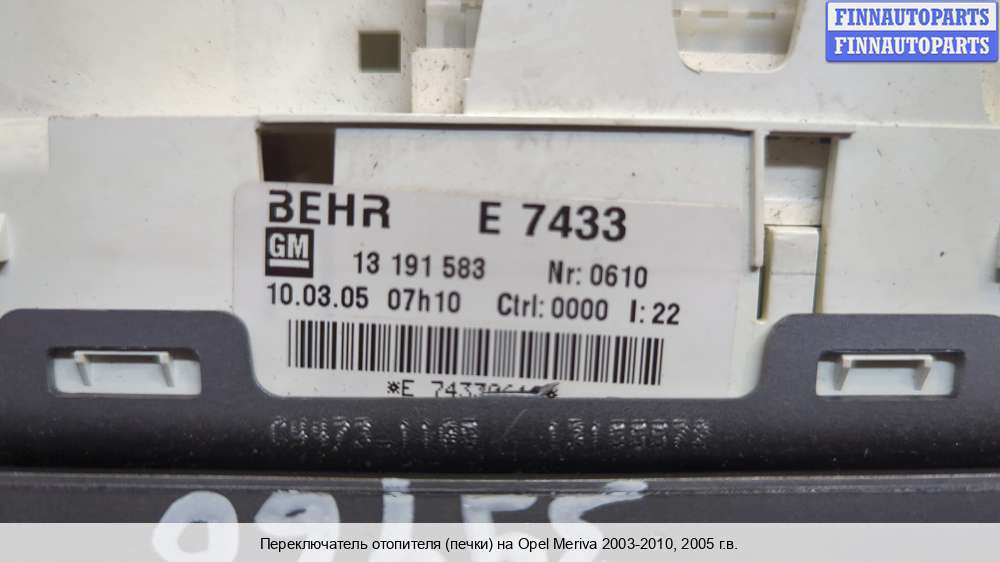 FINNAUTOPARTS
FINNAUTOPARTS
BEHR E 7433
GM 13 191 583 Nr: 0610
10.03.05 07h10 Ctrl: 0000 I: 22
Переключатель отопителя (печки) на Opel Meriva 2003-2010, 2005 г.в.